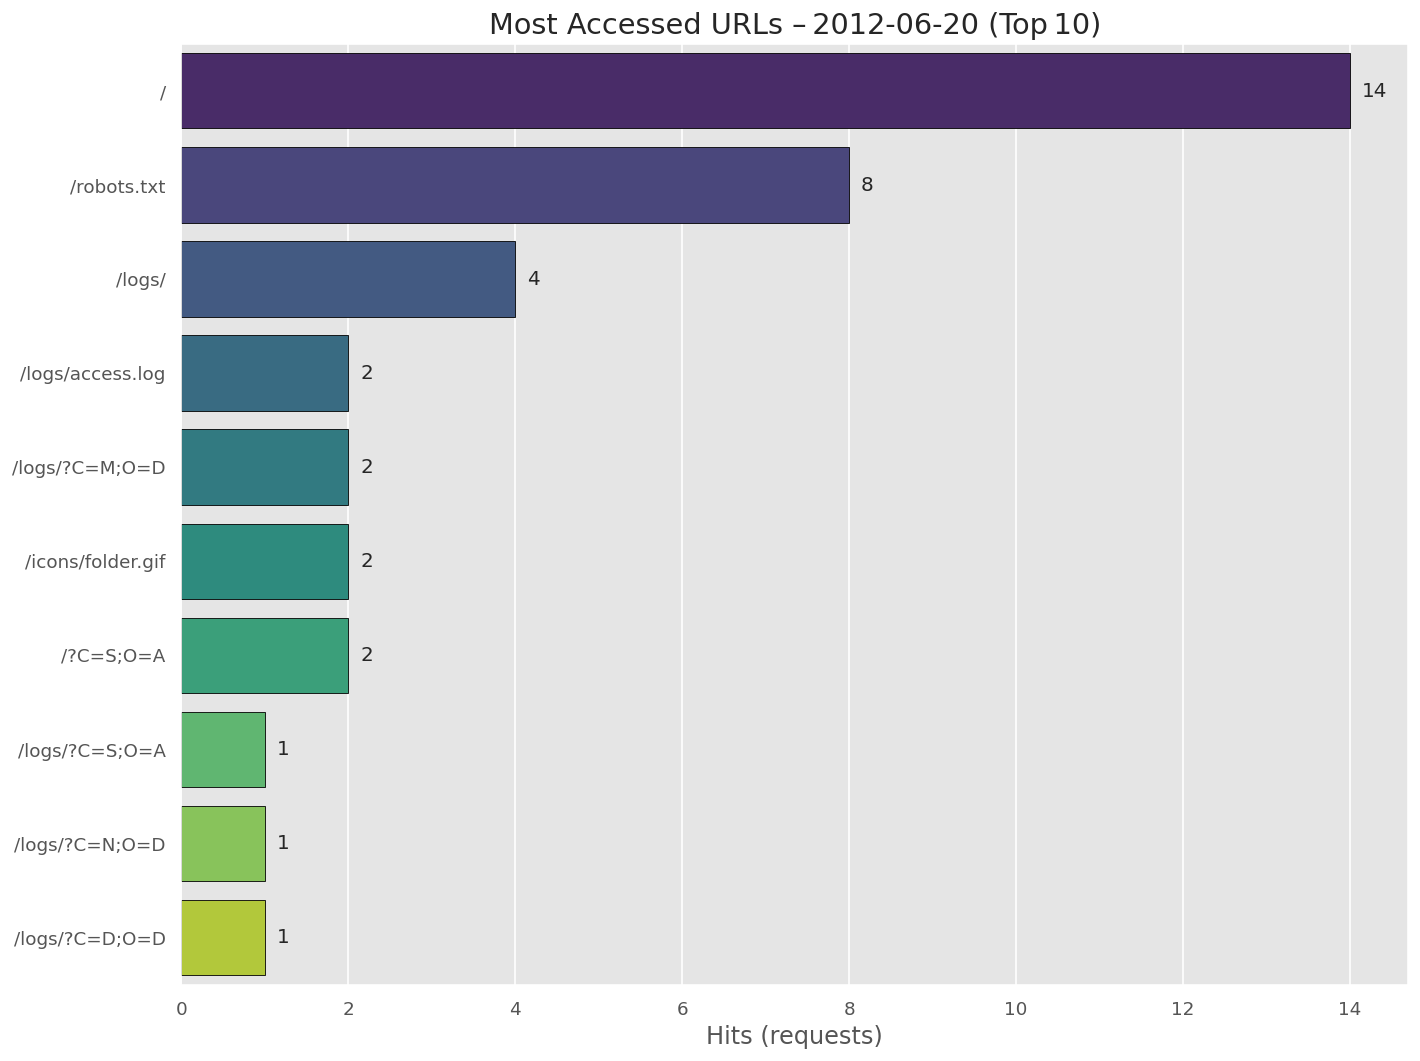 Most Accessed URLs – 2012-06-20 (Top 10)
/
14
/robots.txt
8
/logs/
4
/logs/access.log
2
/logs/?C=M;O=D
2
/icons/folder.gif
2
/?C=S;O=A
2
/logs/?C=S;O=A
1
/logs/?C=N;O=D
1
/logs/?C=D;O=D
1
0 2 4 6 8 10 12 14
Hits (requests)